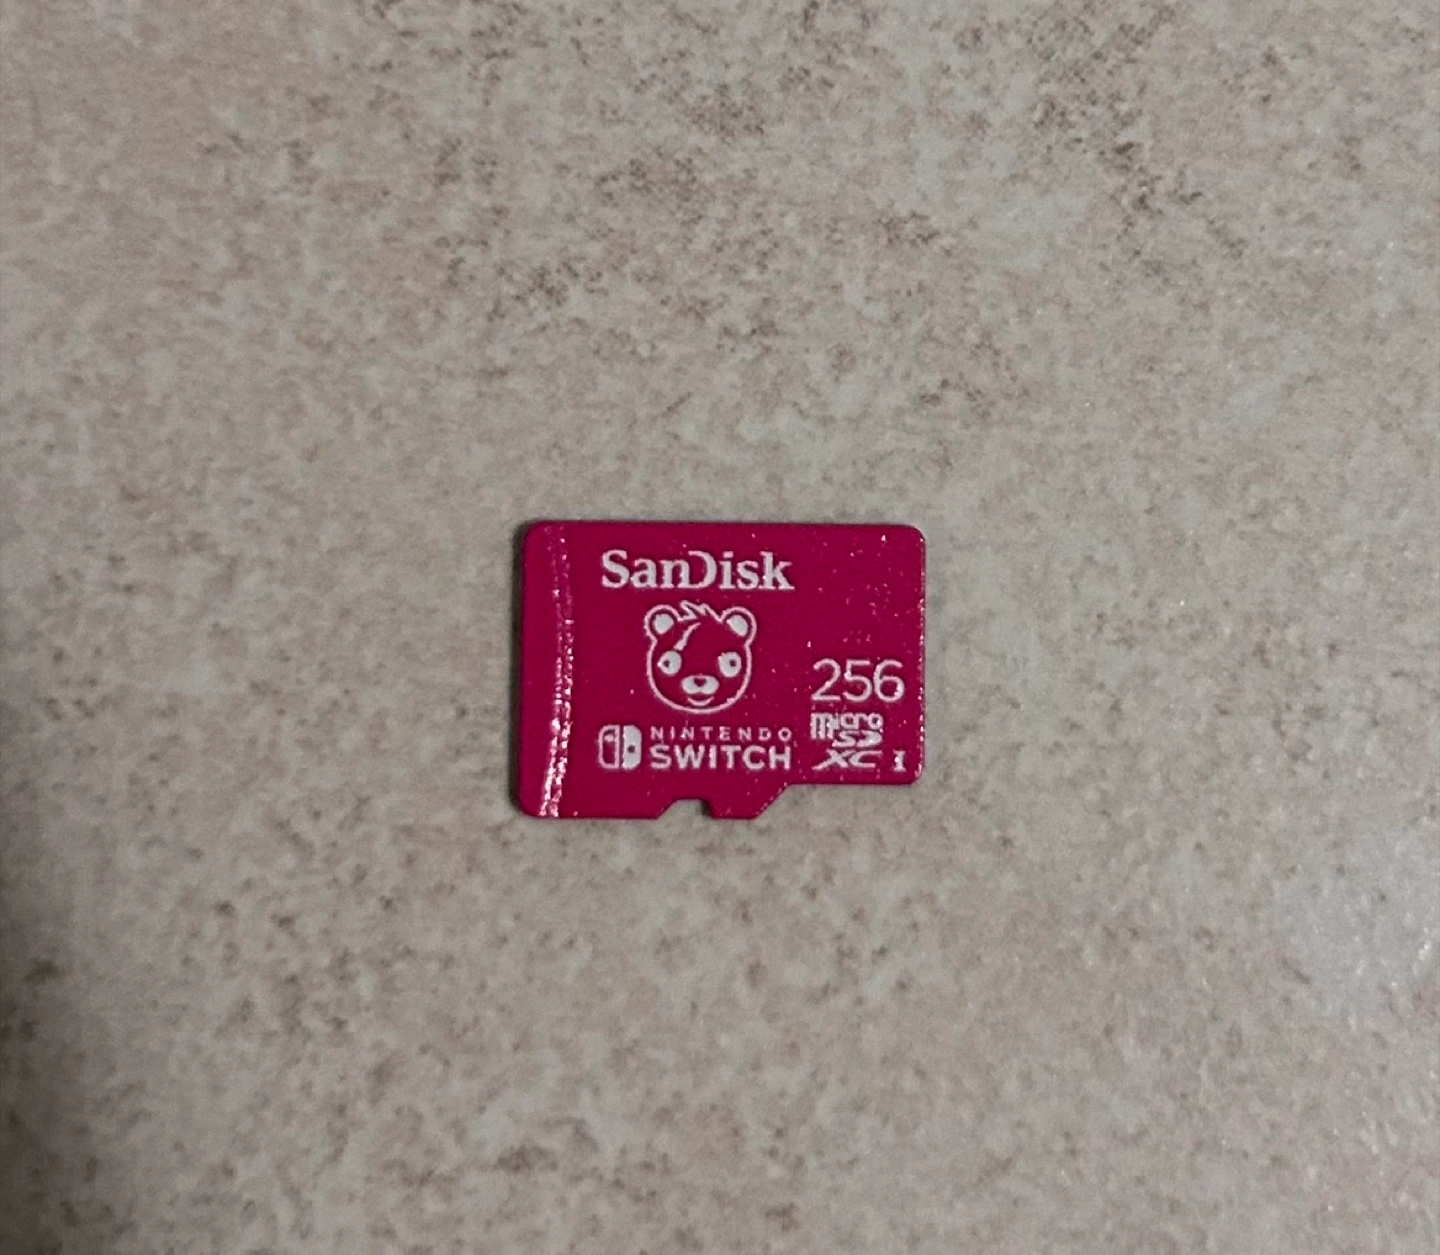 SanDisk
256
NINTENDO
SWITCH
micro
SD
XC I